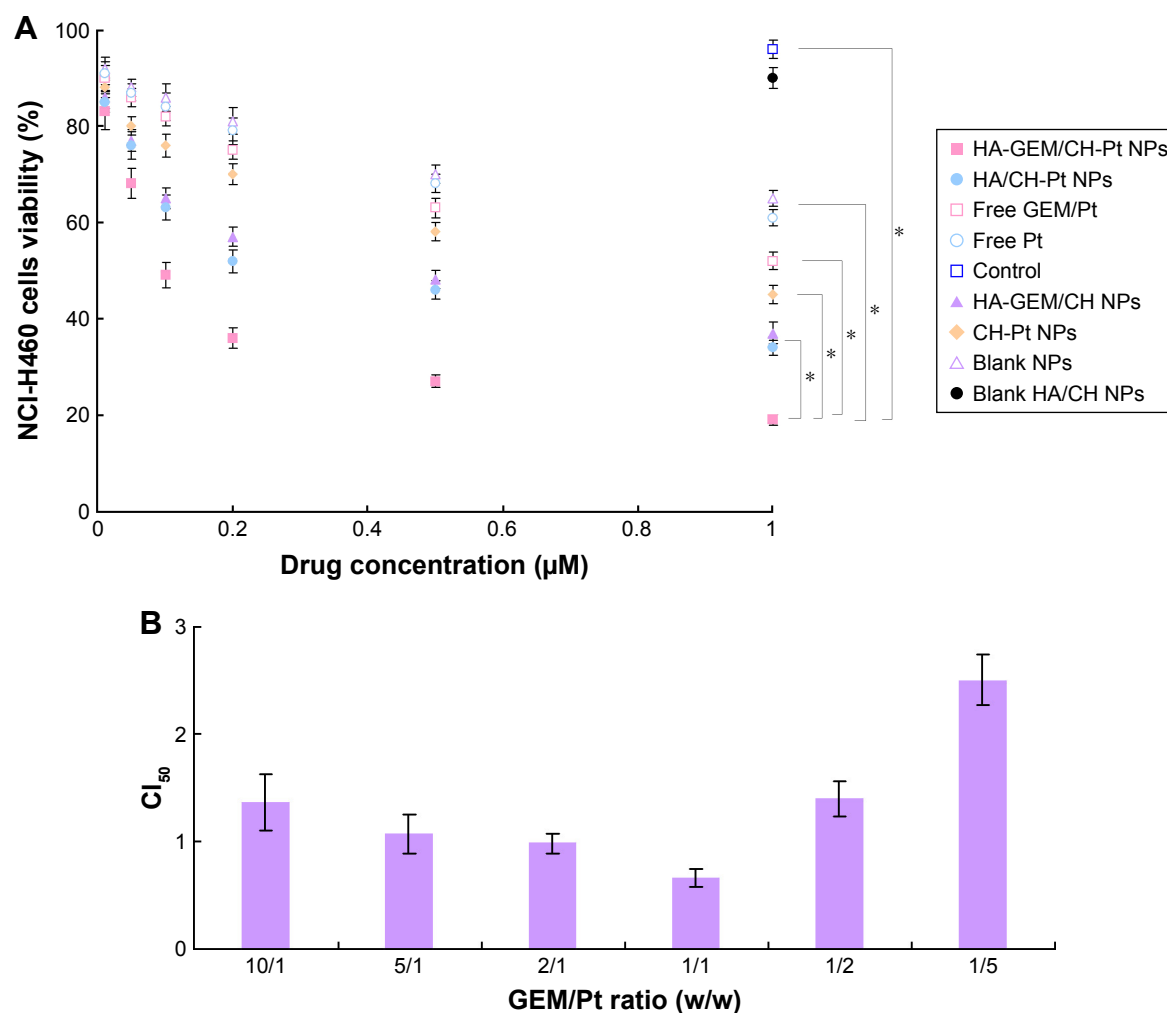 A
NCI-H460 cells viability (%)
100
80
60
40
20
0
0
0.2
0.4
0.6
0.8
1
Drug concentration (µM)
*
*
*
*
*
HA-GEM/CH-Pt NPs
HA/CH-Pt NPs
Free GEM/Pt
Free Pt
Control
HA-GEM/CH NPs
CH-Pt NPs
Blank NPs
Blank HA/CH NPs
B
CI50
3
2
1
0
10/1
5/1
2/1
1/1
1/2
1/5
GEM/Pt ratio (w/w)